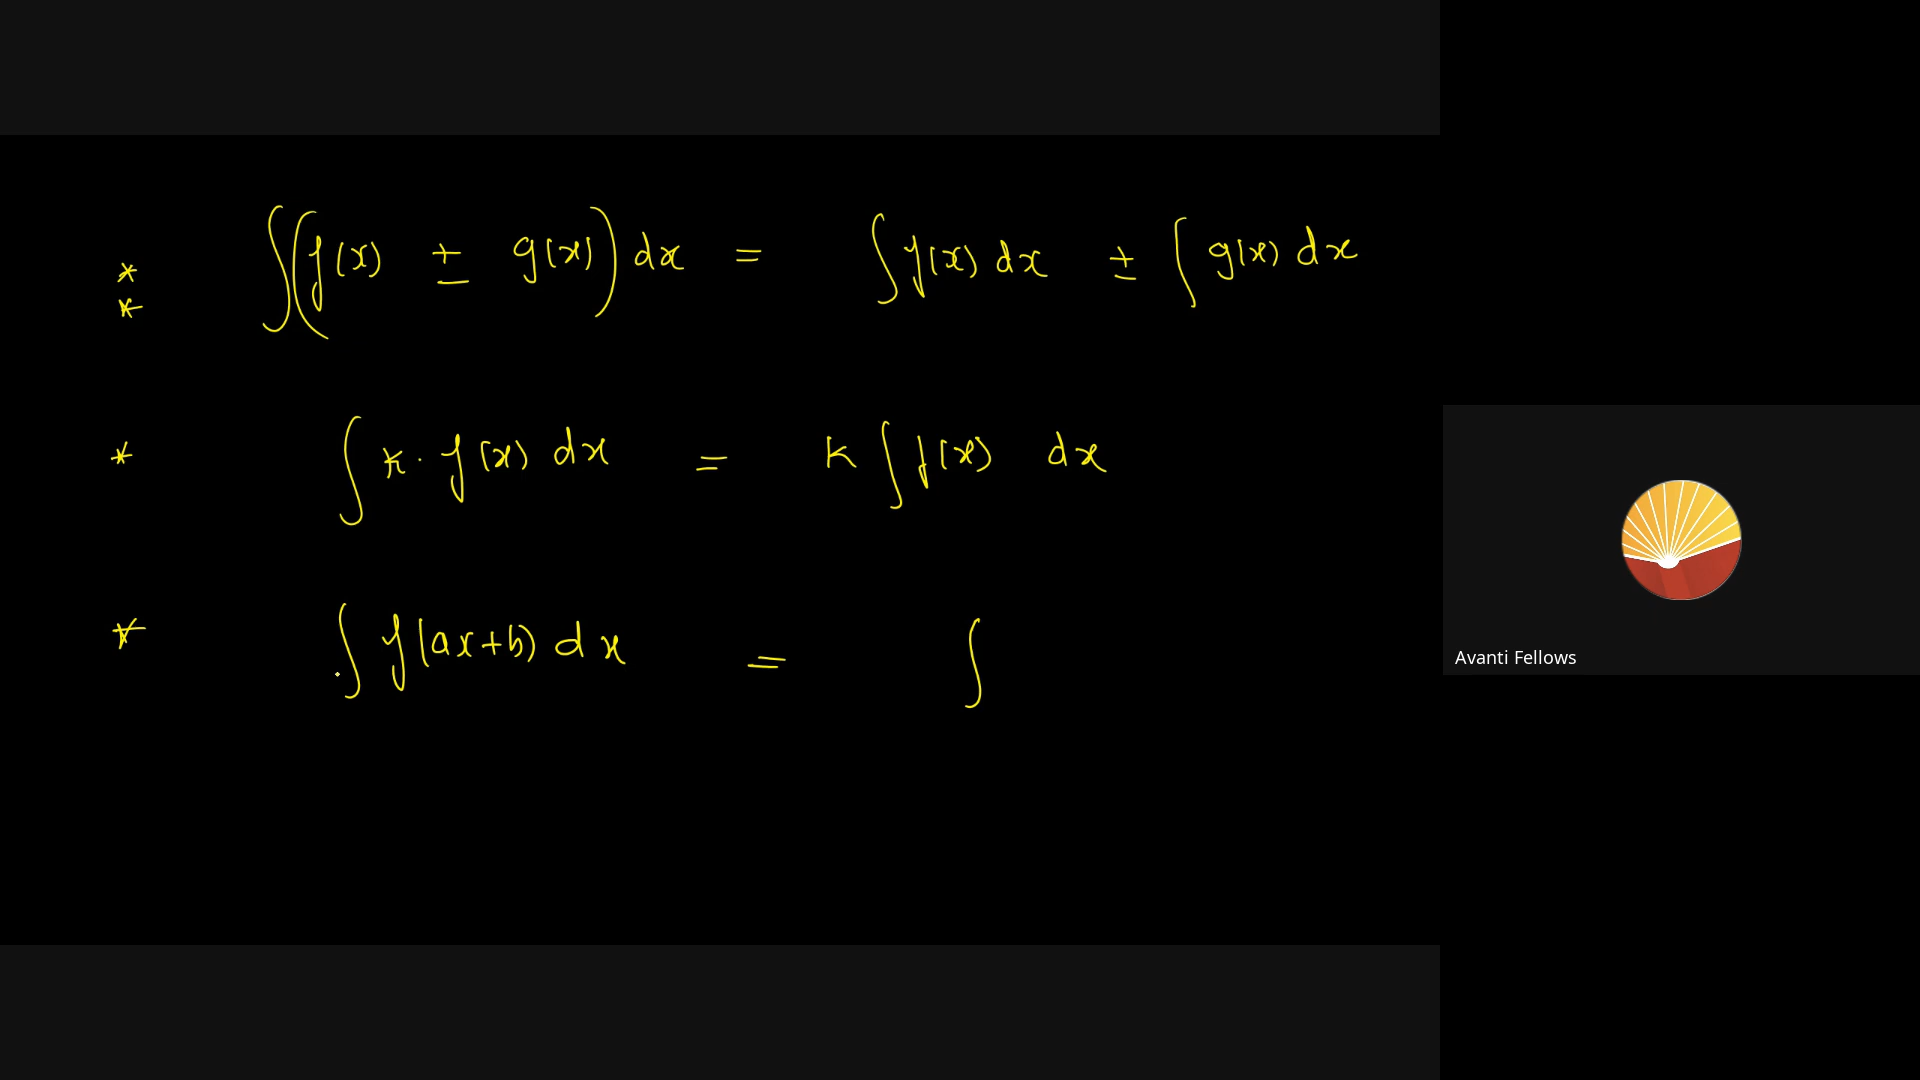 * * ∫(f(x) ± g(x)) dx = ∫f(x) dx ± ∫g(x) dx
* ∫k·f(x) dx = k∫f(x) dx
* ∫f(ax+b) dx = ∫
Avanti Fellows